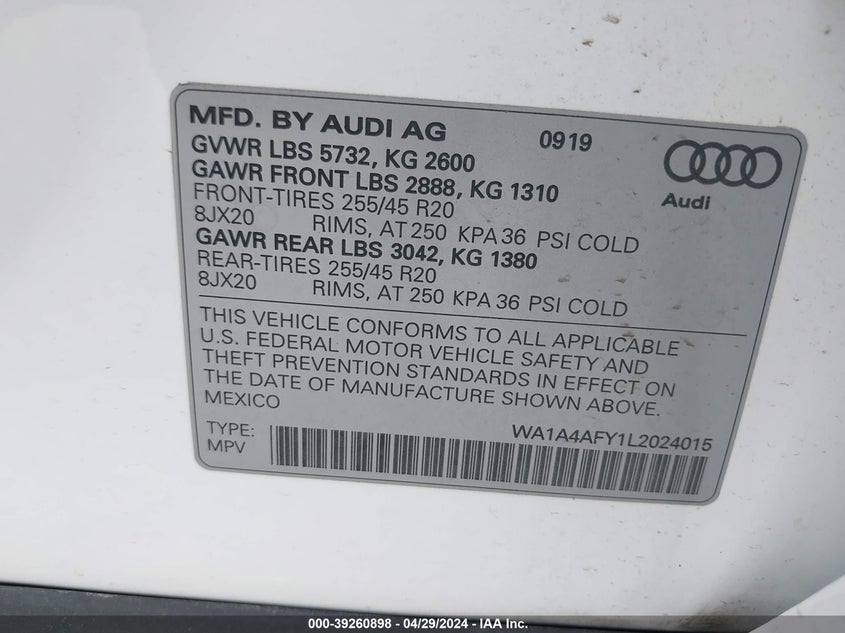 MFD. BY AUDI AG 0919
GVWR LBS 5732, KG 2600
GAWR FRONT LBS 2888, KG 1310
FRONT-TIRES 255/45 R20
8JX20 RIMS, AT 250 KPA 36 PSI COLD
GAWR REAR LBS 3042, KG 1380
REAR-TIRES 255/45 R20
8JX20 RIMS, AT 250 KPA 36 PSI COLD
Audi
THIS VEHICLE CONFORMS TO ALL APPLICABLE
U.S. FEDERAL MOTOR VEHICLE SAFETY AND
THEFT PREVENTION STANDARDS IN EFFECT ON
THE DATE OF MANUFACTURE SHOWN ABOVE.
MEXICO
TYPE: WA1A4AFY1L2024015
MPV
000-39260898 - 04/29/2024 - IAA Inc.